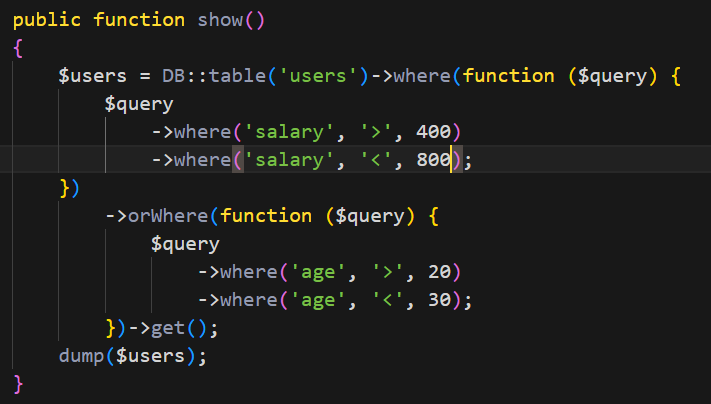 public function show()
{
    $users = DB::table('users')->where(function ($query) {
        $query
            ->where('salary', '>', 400)
            ->where('salary', '<', 800);
    })
        ->orWhere(function ($query) {
            $query
                ->where('age', '>', 20)
                ->where('age', '<', 30);
        })->get();
    dump($users);
}